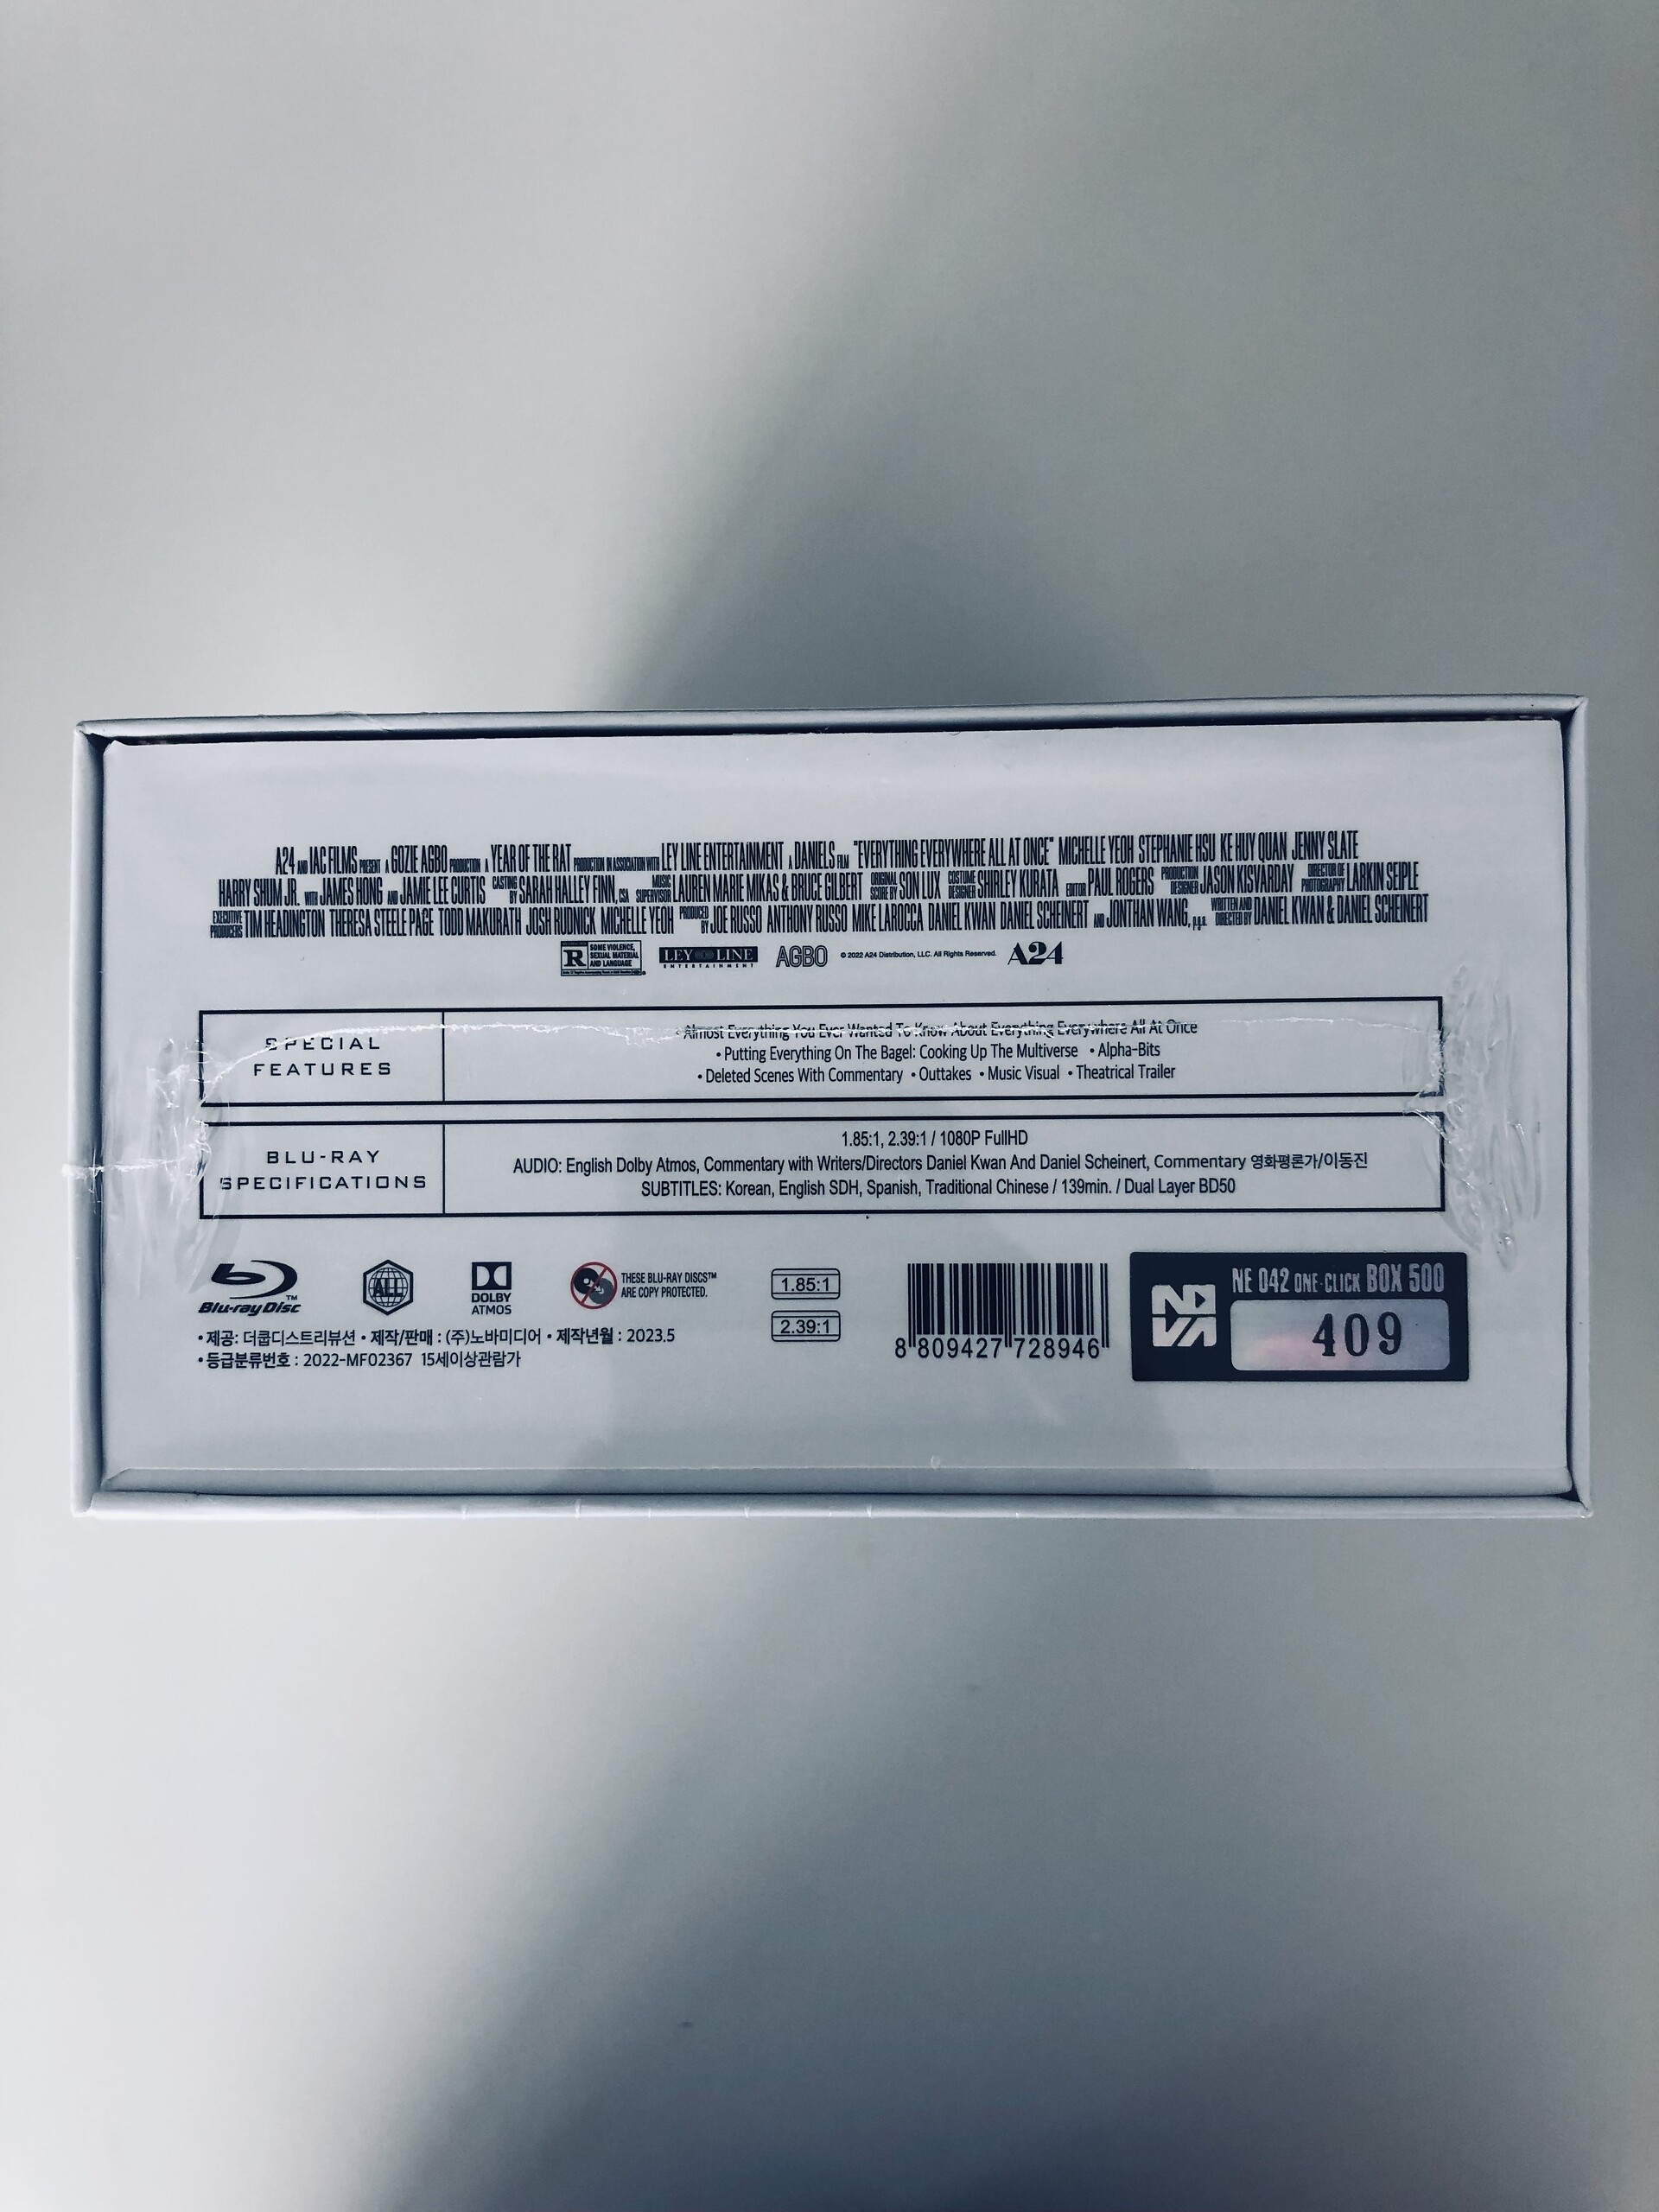 A24 AND IAC FILMS PRESENT A GOZIE AGBO PRODUCTION A YEAR OF THE RAT PRODUCTION IN ASSOCIATION WITH LEY LINE ENTERTAINMENT A DANIELS FILM "EVERYTHING EVERYWHERE ALL AT ONCE" MICHELLE YEOH STEPHANIE HSU KE HUY QUAN JENNY SLATE
HARRY SHUM JR. WITH JAMES HONG AND JAMIE LEE CURTIS CASTING BY SARAH HALLEY FINN, CSA MUSIC SUPERVISOR LAUREN MARIE MIKAS & BRUCE GILBERT ORIGINAL SCORE BY SON LUX COSTUME DESIGNER SHIRLEY KURATA EDITOR PAUL ROGERS PRODUCTION DESIGNER JASON KISVARDAY DIRECTOR OF PHOTOGRAPHY LARKIN SEIPLE
EXECUTIVE PRODUCERS TIM HEADINGTON THERESA STEELE PAGE TODD MAKURATH JOSH RUDNICK MICHELLE YEOH PRODUCED BY JOE RUSSO ANTHONY RUSSO MIKE LAROCCA DANIEL KWAN DANIEL SCHEINERT AND JONTHAN WANG, p.g.a. WRITTEN AND DIRECTED BY DANIEL KWAN & DANIEL SCHEINERT
R SOME VIOLENCE, SEXUAL MATERIAL AND LANGUAGE LEY LINE ENTERTAINMENT AGBO © 2022 A24 Distribution, LLC. All Rights Reserved. A24
SPECIAL FEATURES
• Almost Everything You Ever Wanted To Know About Everything Everywhere All At Once
• Putting Everything On The Bagel: Cooking Up The Multiverse • Alpha-Bits
• Deleted Scenes With Commentary • Outtakes • Music Visual • Theatrical Trailer
BLU-RAY SPECIFICATIONS
1.85:1, 2.39:1 / 1080P FullHD
AUDIO: English Dolby Atmos, Commentary with Writers/Directors Daniel Kwan And Daniel Scheinert, Commentary 영화평론가/이동진
SUBTITLES: Korean, English SDH, Spanish, Traditional Chinese / 139min. / Dual Layer BD50
Blu-ray Disc™
ALL
DOLBY ATMOS
THESE BLU-RAY DISCS™
ARE COPY PROTECTED.
1.85:1
2.39:1
• 제공: 더쿱디스트리뷰션 • 제작/판매 : (주)노바미디어 • 제작년월 : 2023.5
• 등급분류번호 : 2022-MF02367 15세이상관람가
8 809427 728946
NOVA
NE 042 ONE-CLICK BOX 500
409